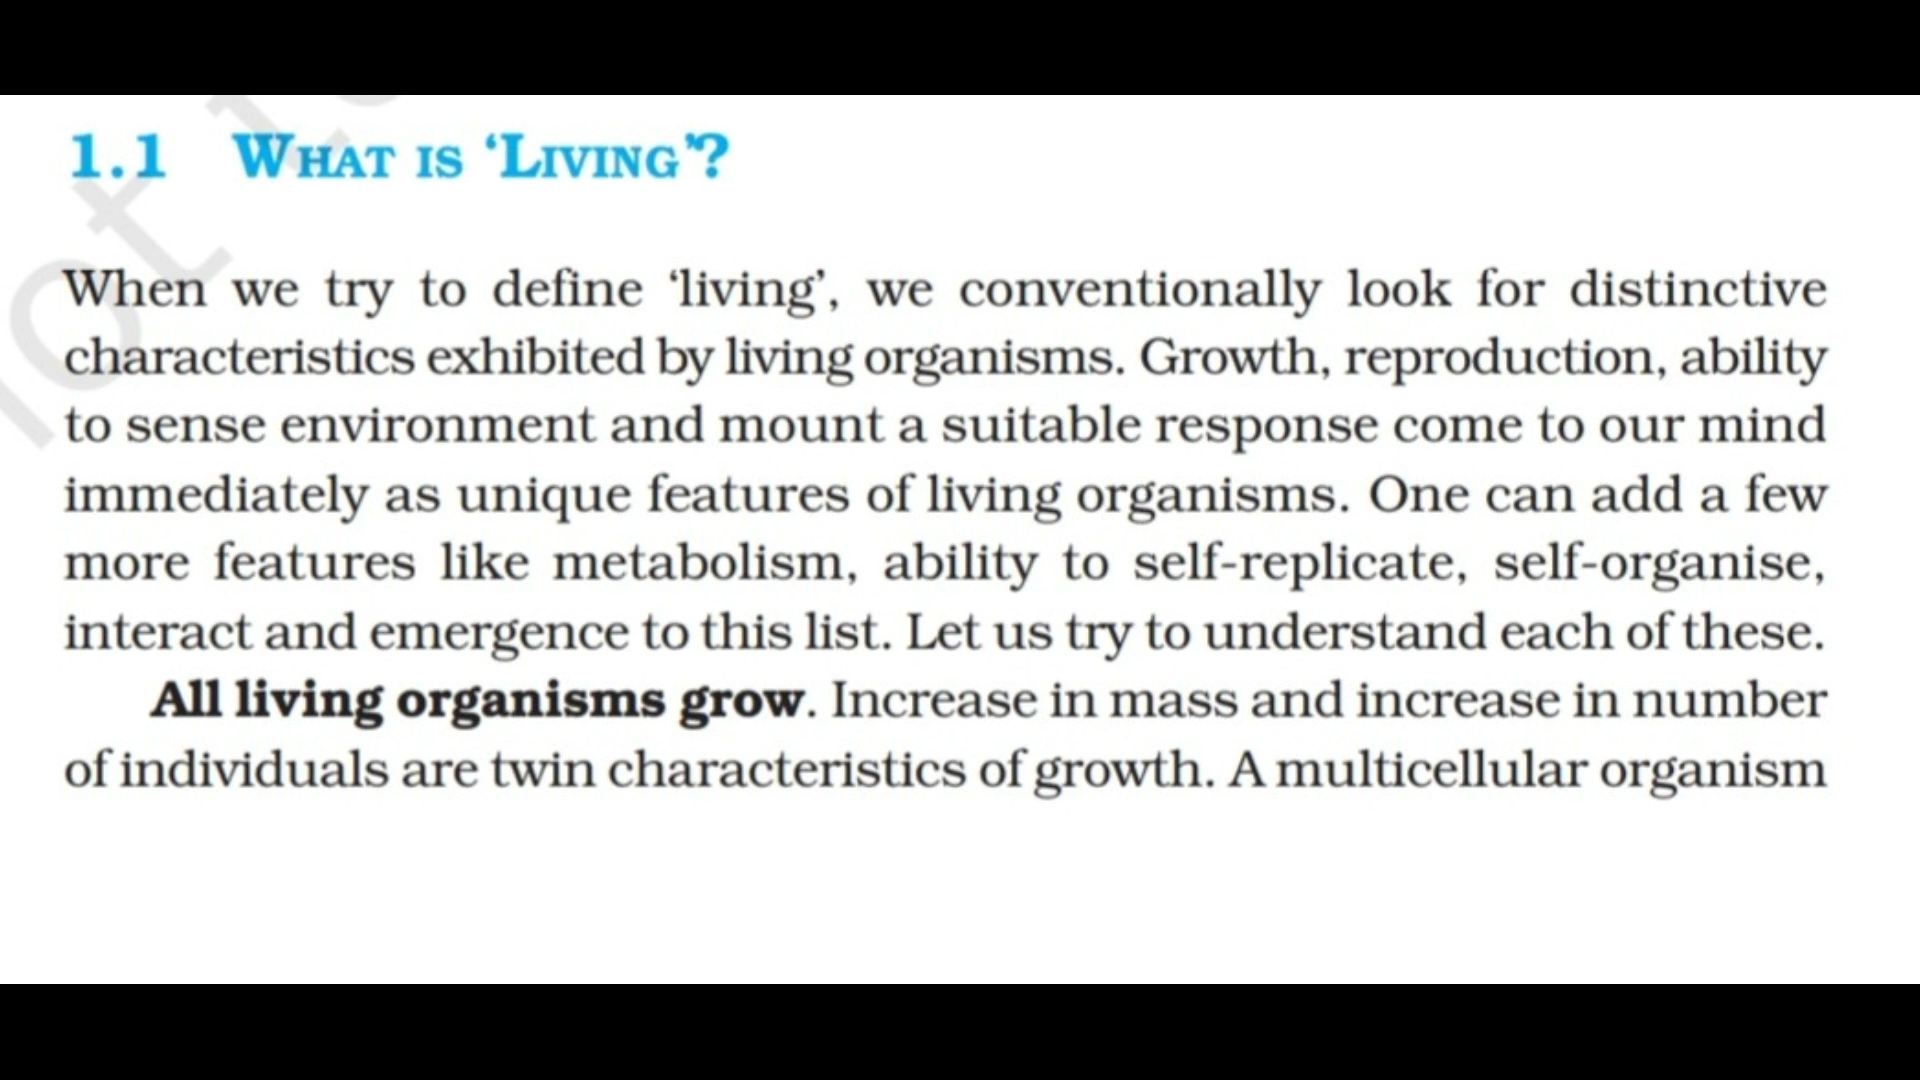 1.1 WHAT IS ‘LIVING’?
When we try to define ‘living’, we conventionally look for distinctive
characteristics exhibited by living organisms. Growth, reproduction, ability
to sense environment and mount a suitable response come to our mind
immediately as unique features of living organisms. One can add a few
more features like metabolism, ability to self-replicate, self-organise,
interact and emergence to this list. Let us try to understand each of these.
All living organisms grow. Increase in mass and increase in number
of individuals are twin characteristics of growth. A multicellular organism